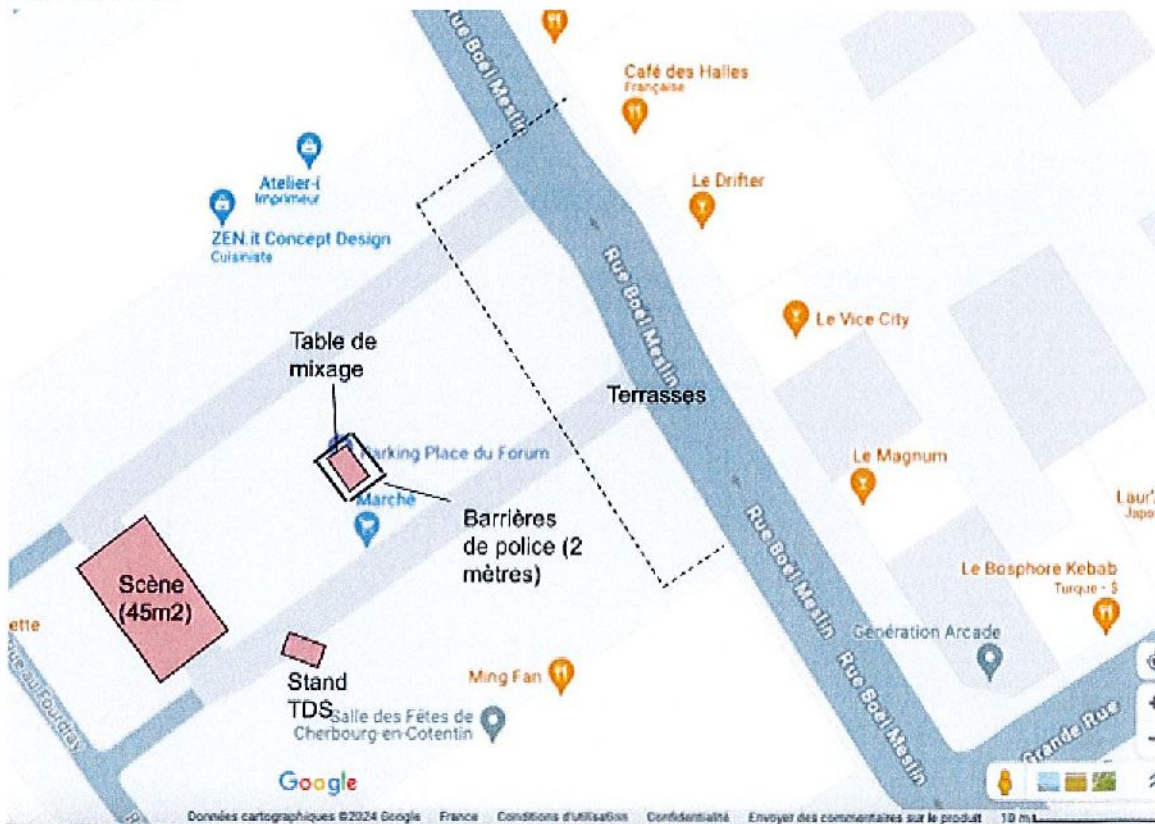 Rue Boël Meslin
Café des Halles
Française
Atelier-i
Imprimeur
Le Drifter
ZEN.it Concept Design
Cuisiniste
Rue Boël Meslin
Le Vice City
Table de
mixage
Terrasses
Parking Place du Forum
Le Magnum
Marché
Laur'
Japo
Barrières
de police (2
mètres)
Rue Boël Meslin
Scène
(45m2)
Le Bosphore Kebab
Turque - $
ette
Génération Arcade
Rue au Fourdray
Ming Fan
Stand
TDS
Salle des Fêtes de
Cherbourg-en-Cotentin
Rue Boël Meslin
Grande Rue
Google
Données cartographiques ©2024 Google France Conditions d'utilisation Confidentialité Envoyer des commentaires sur le produit 10 m